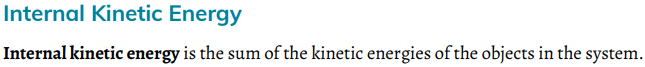 Internal Kinetic Energy
Internal kinetic energy is the sum of the kinetic energies of the objects in the system.